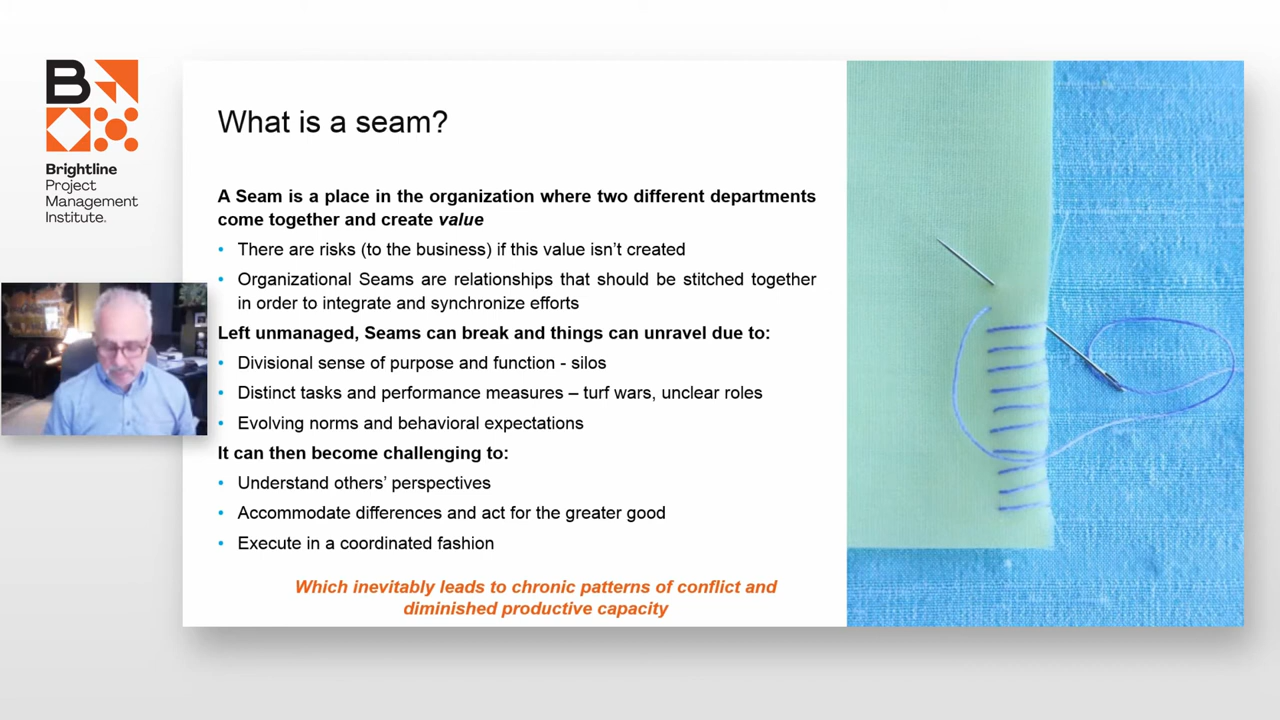 B
Brightline
Project
Management
Institute.
What is a seam?
A Seam is a place in the organization where two different departments
come together and create value
• There are risks (to the business) if this value isn’t created
• Organizational Seams are relationships that should be stitched together
in order to integrate and synchronize efforts
Left unmanaged, Seams can break and things can unravel due to:
• Divisional sense of purpose and function - silos
• Distinct tasks and performance measures – turf wars, unclear roles
• Evolving norms and behavioral expectations
It can then become challenging to:
• Understand others’ perspectives
• Accommodate differences and act for the greater good
• Execute in a coordinated fashion
Which inevitably leads to chronic patterns of conflict and
diminished productive capacity